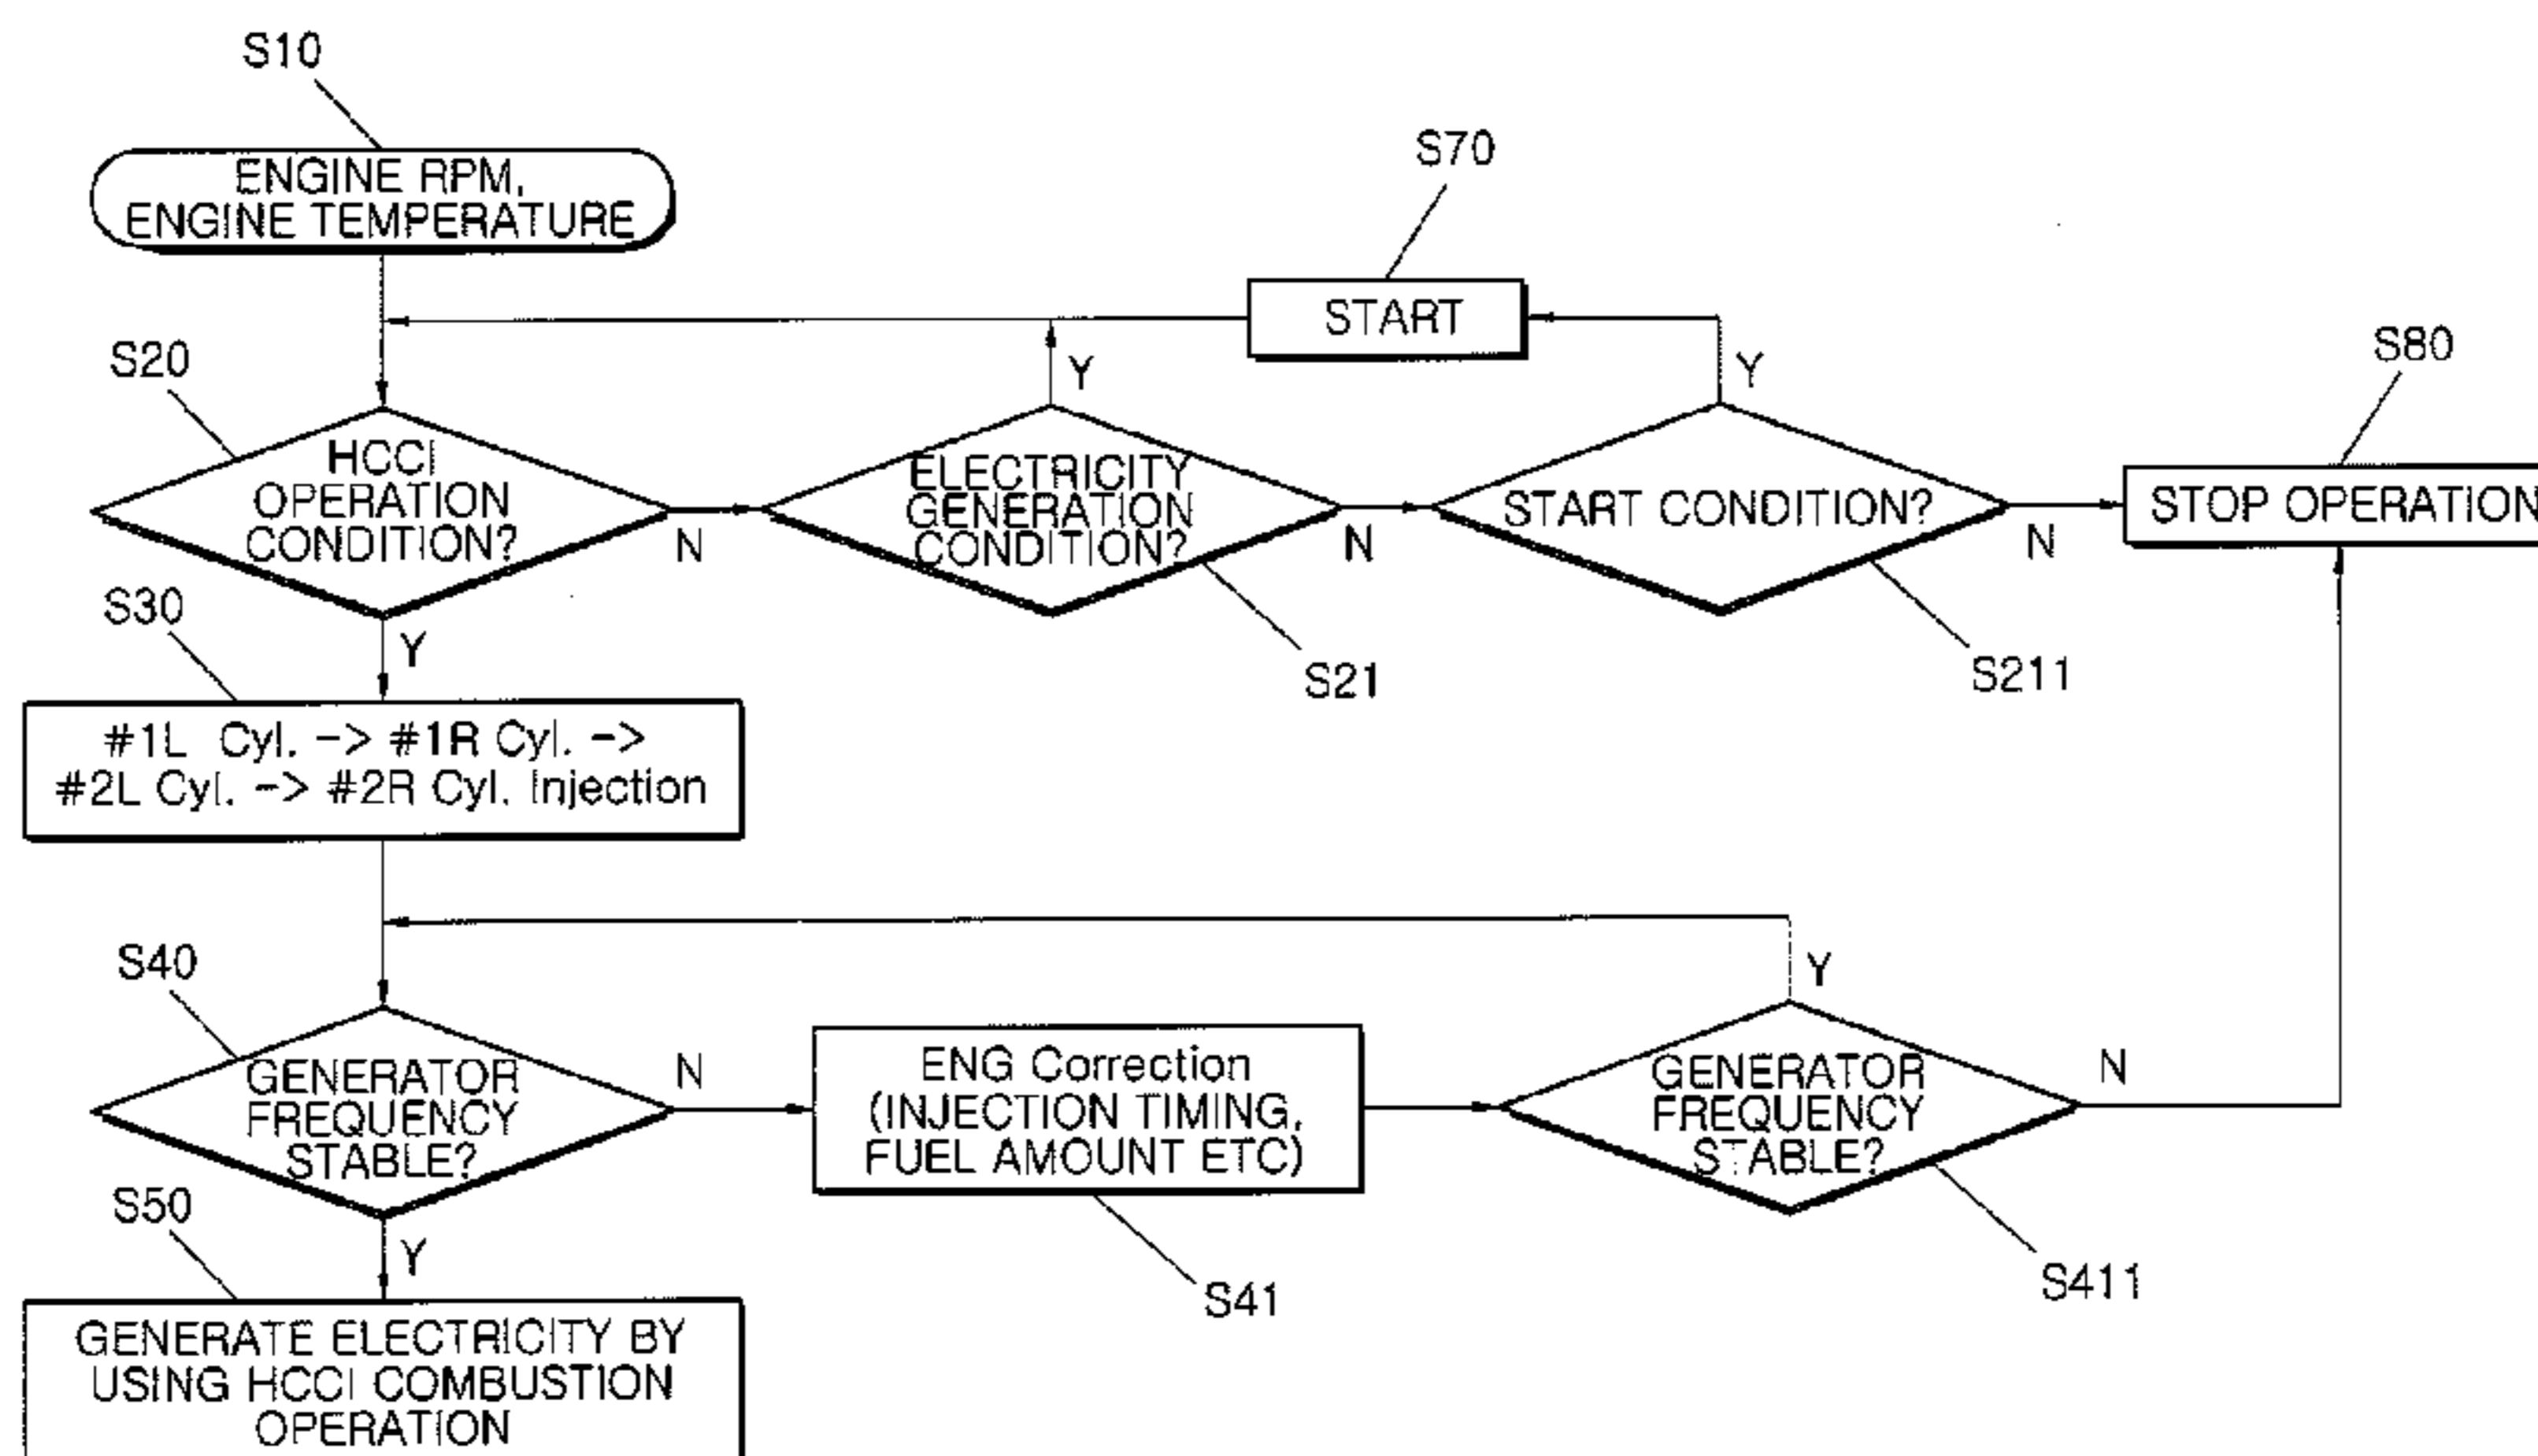 S10
ENGINE RPM,
ENGINE TEMPERATURE
S70
START
S20
Y
Y
S80
HCCI
OPERATION
CONDITION?
N
ELECTRICITY
GENERATION
CONDITION?
N
START CONDITION?
N
STOP OPERATION
S30
Y
S21
S211
#1L Cyl. -> #1R Cyl. ->
#2L Cyl. -> #2R Cyl. Injection
S40
Y
GENERATOR
FREQUENCY
STABLE?
N
ENG Correction
(INJECTION TIMING,
FUEL AMOUNT ETC)
GENERATOR
FREQUENCY
STABLE?
N
S50
Y
S41
S411
GENERATE ELECTRICITY BY
USING HCCI COMBUSTION
OPERATION